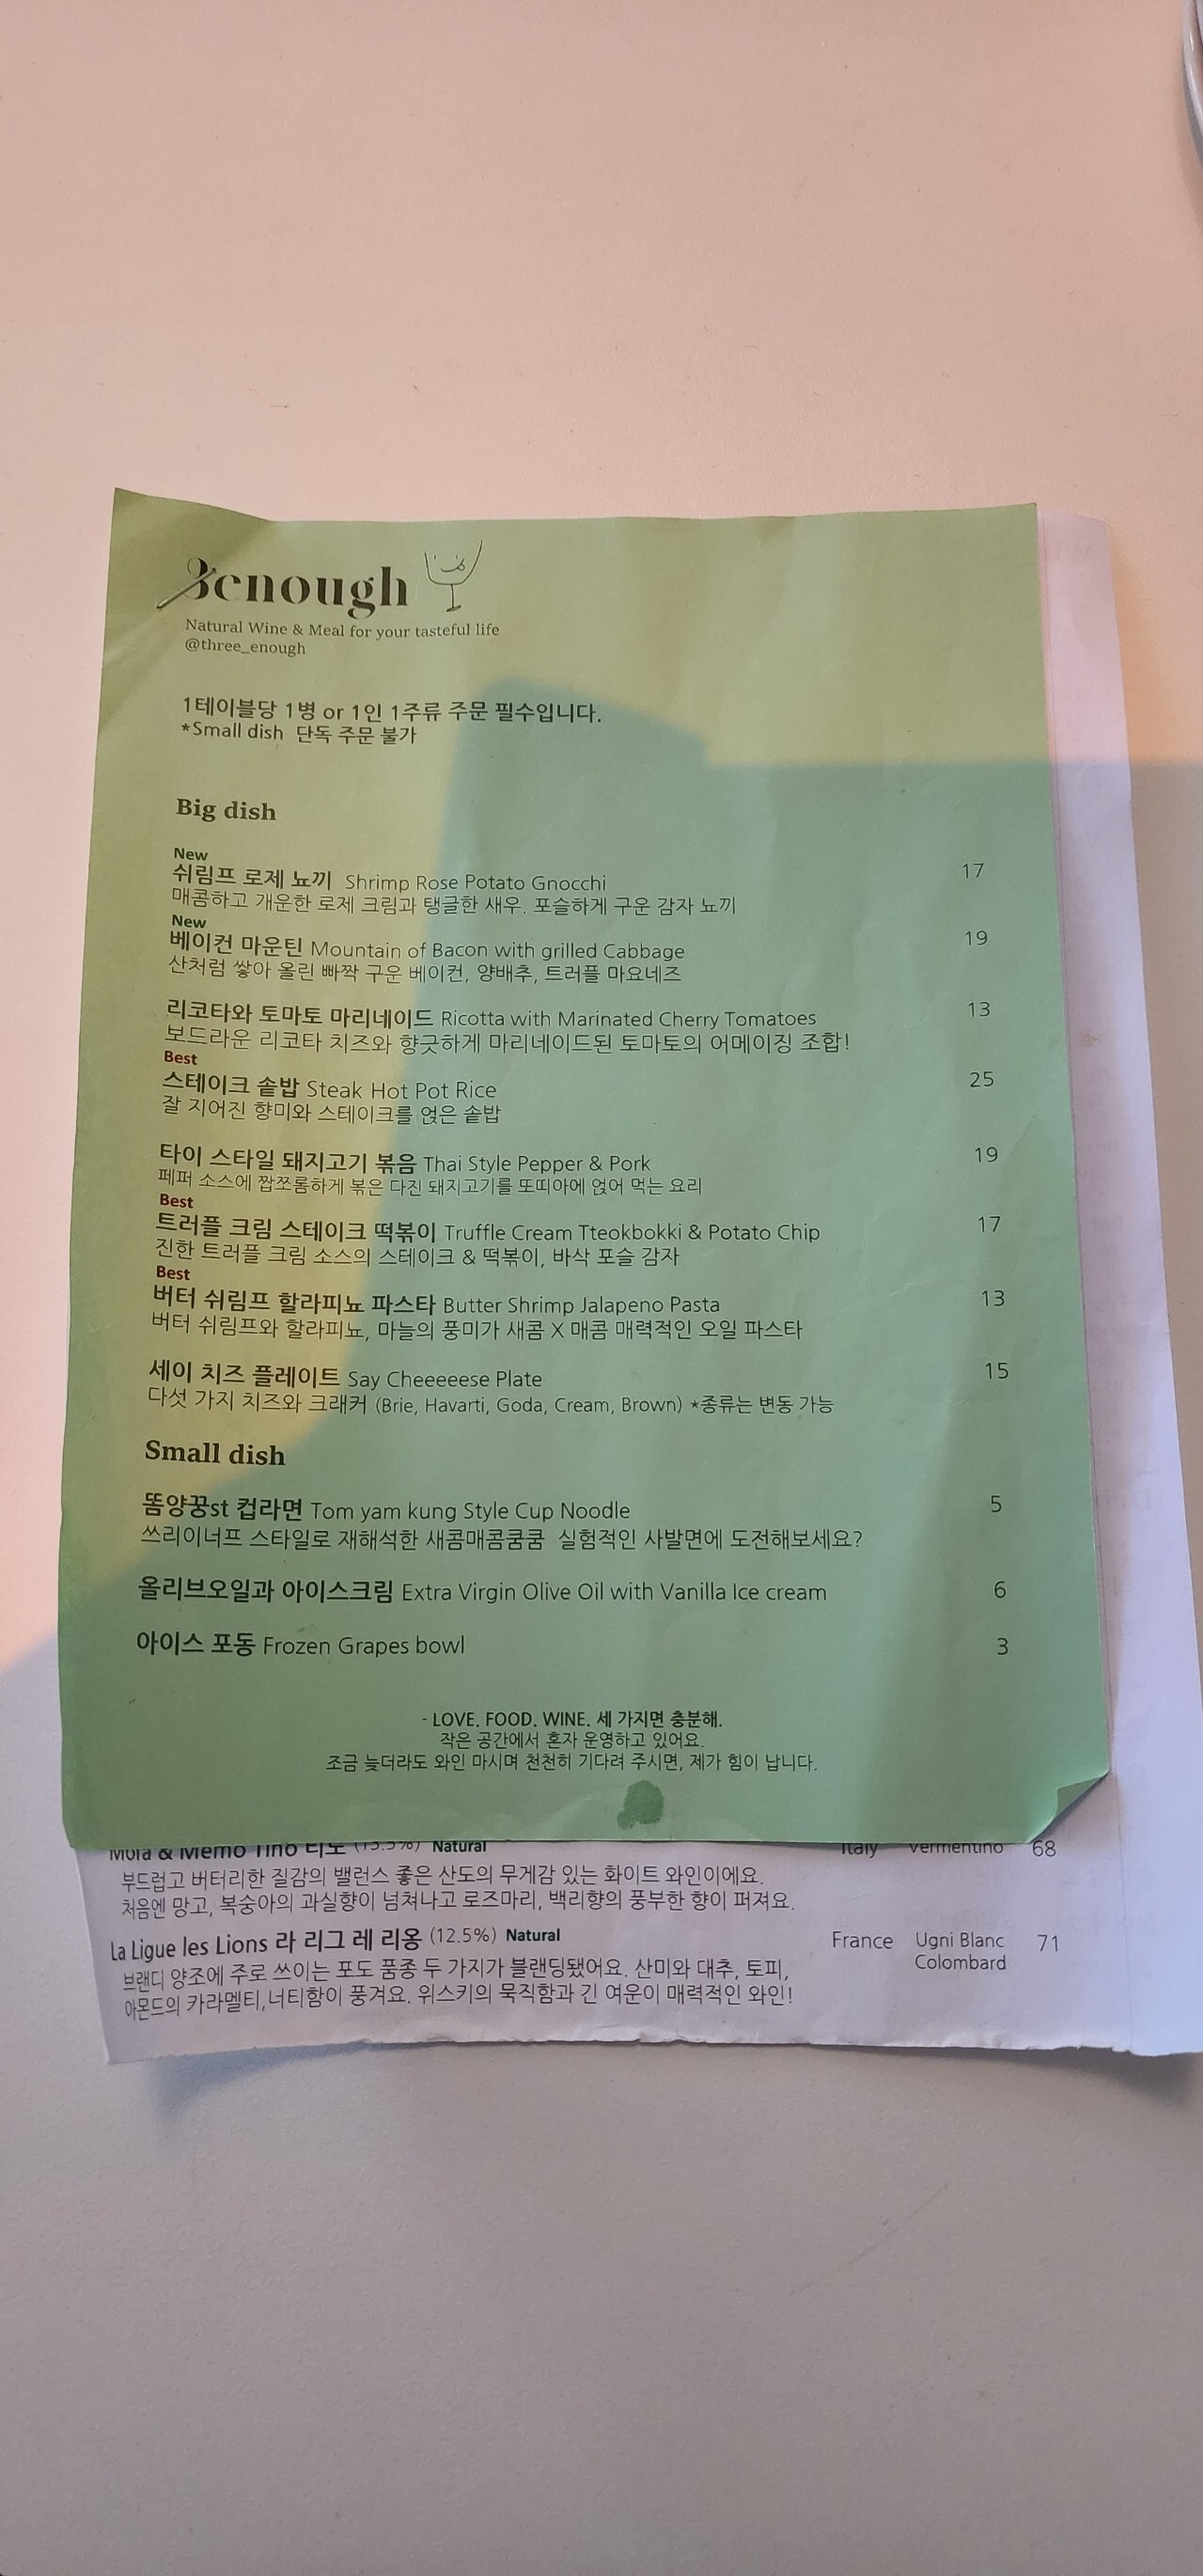 3enough
Natural Wine & Meal for your tasteful life
@three_enough
1테이블당 1병 or 1인 1주류 주문 필수입니다.
*Small dish 단독 주문 불가
Big dish
New
쉬림프 로제 뇨끼 Shrimp Rose Potato Gnocchi 17
매콤하고 개운한 로제 크림과 탱글한 새우. 포슬하게 구운 감자 뇨끼
New
베이컨 마운틴 Mountain of Bacon with grilled Cabbage 19
산처럼 쌓아 올린 빠짝 구운 베이컨, 양배추, 트러플 마요네즈
리코타와 토마토 마리네이드 Ricotta with Marinated Cherry Tomatoes 13
보드라운 리코타 치즈와 향긋하게 마리네이드된 토마토의 어메이징 조합!
Best
스테이크 솥밥 Steak Hot Pot Rice 25
잘 지어진 향미와 스테이크를 얹은 솥밥
타이 스타일 돼지고기 볶음 Thai Style Pepper & Pork 19
페퍼 소스에 짭쪼롬하게 볶은 다진 돼지고기를 또띠아에 얹어 먹는 요리
Best
트러플 크림 스테이크 떡볶이 Truffle Cream Tteokbokki & Potato Chip 17
진한 트러플 크림 소스의 스테이크 & 떡볶이, 바삭 포슬 감자
Best
버터 쉬림프 할라피뇨 파스타 Butter Shrimp Jalapeno Pasta 13
버터 쉬림프와 할라피뇨, 마늘의 풍미가 새콤 X 매콤 매력적인 오일 파스타
세이 치즈 플레이트 Say Cheeeeese Plate 15
다섯 가지 치즈와 크래커 (Brie, Havarti, Goda, Cream, Brown) *종류는 변동 가능
Small dish
똠양꿍st 컵라면 Tom yam kung Style Cup Noodle 5
쓰리이너프 스타일로 재해석한 새콤매콤쿰쿰 실험적인 사발면에 도전해보세요?
올리브오일과 아이스크림 Extra Virgin Olive Oil with Vanilla Ice cream 6
아이스 포동 Frozen Grapes bowl 3
- LOVE. FOOD. WINE. 세 가지면 충분해.
작은 공간에서 혼자 운영하고 있어요.
조금 늦더라도 와인 마시며 천천히 기다려 주시면, 제가 힘이 납니다.
& Memo Tino 티노 (13.5%) Natural Italy Vermentino 68
부드럽고 버터리한 질감의 밸런스 좋은 산도의 무게감 있는 화이트 와인이에요.
처음엔 망고, 복숭아의 과실향이 넘쳐나고 로즈마리, 백리향의 풍부한 향이 퍼져요.
La Ligue les Lions 라 리그 레 리옹 (12.5%) Natural France Ugni Blanc 71
Colombard
브랜디 양조에 주로 쓰이는 포도 품종 두 가지가 블랜딩됐어요. 산미와 대추, 토피,
아몬드의 카라멜티,너티함이 풍겨요. 위스키의 묵직함과 긴 여운이 매력적인 와인!